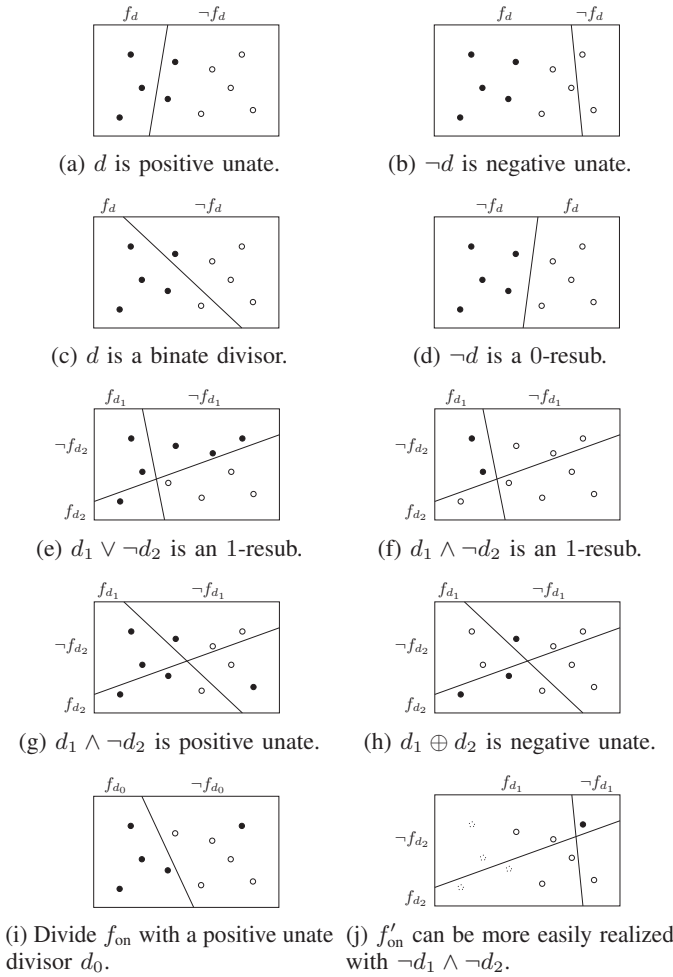 f_d ¬f_d f_d ¬f_d
(a) d is positive unate. (b) ¬d is negative unate.
f_d ¬f_d ¬f_d f_d
(c) d is a binate divisor. (d) ¬d is a 0-resub.
f_{d_1} ¬f_{d_1} f_{d_1} ¬f_{d_1}
¬f_{d_2} ¬f_{d_2}
f_{d_2} f_{d_2}
(e) d_1 ∨ ¬d_2 is an 1-resub. (f) d_1 ∧ ¬d_2 is an 1-resub.
f_{d_1} ¬f_{d_1} f_{d_1} ¬f_{d_1}
¬f_{d_2} ¬f_{d_2}
f_{d_2} f_{d_2}
(g) d_1 ∧ ¬d_2 is positive unate. (h) d_1 ⊕ d_2 is negative unate.
f_{d_0} ¬f_{d_0} f_{d_1} ¬f_{d_1}
¬f_{d_2}
f_{d_2}
(i) Divide f_on with a positive unate
divisor d_0.
(j) f'_on can be more easily realized
with ¬d_1 ∧ ¬d_2.